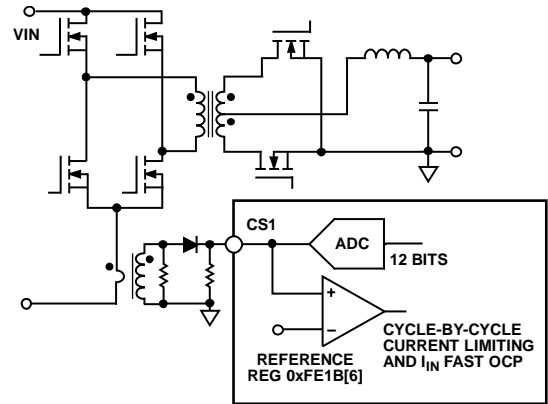 VIN
CS1
ADC
12 BITS
+
−
REFERENCE
REG 0xFE1B[6]
CYCLE-BY-CYCLE
CURRENT LIMITING
AND IIN FAST OCP